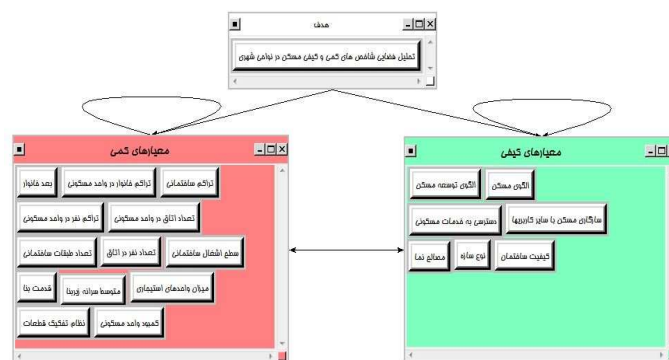 هدف
تحلیل فضایی شاخص های کمی و کیفی مسکن در نواحی شهری
معیارهای کیفی
الگوی مسکن الگوی توسعه مسکن
سازگاری مسکن با سایر کاربریها دسترسی به خدمات مسکونی
کیفیت ساختمان نوع سازه مصالح نما
معیارهای کمی
تراکم ساختمانی تراکم خانوار در واحد مسکونی بعد خانوار
تعداد اتاق در واحد مسکونی تراکم نفر در واحد مسکونی
سطح اشغال ساختمانی تعداد نفر در اتاق تعداد طبقات ساختمانی
میزان واحدهای استیجاری متوسط سرانه زیربنا قدمت بنا
کمبود واحد مسکونی نظام تفکیک قطعات